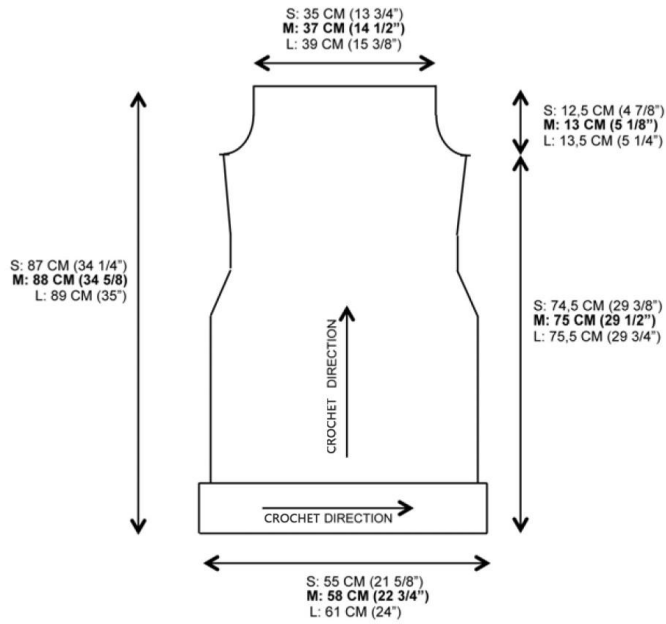 S: 35 CM (13 3/4”)
M: 37 CM (14 1/2”)
L: 39 CM (15 3/8”)
S: 12,5 CM (4 7/8”)
M: 13 CM (5 1/8”)
L: 13,5 CM (5 1/4”)
S: 87 CM (34 1/4”)
M: 88 CM (34 5/8)
L: 89 CM (35”)
S: 74,5 CM (29 3/8”)
M: 75 CM (29 1/2”)
L: 75,5 CM (29 3/4”)
CROCHET DIRECTION
CROCHET DIRECTION
S: 55 CM (21 5/8”)
M: 58 CM (22 3/4”)
L: 61 CM (24”)